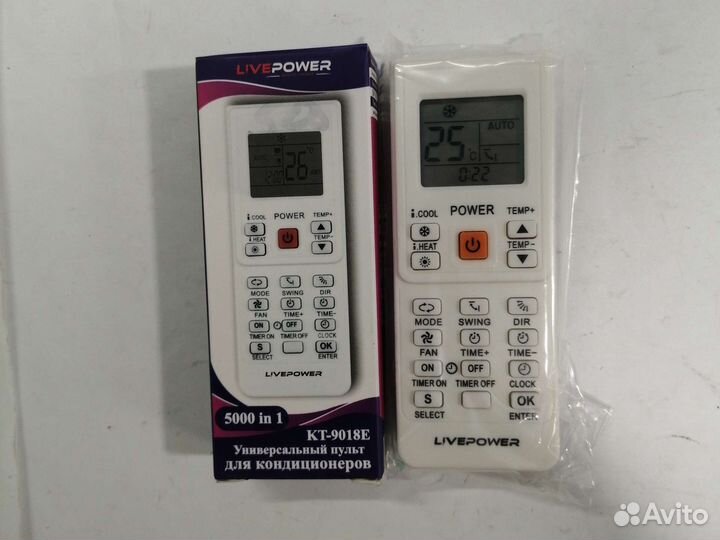 LIVEPOWER
26 °C
12:00
i.COOL POWER TEMP+
i.HEAT TEMP-
MODE SWING DIR
FAN TIME+ TIME-
ON OFF
TIMER ON TIMER OFF CLOCK
S OK
SELECT ENTER
LIVEPOWER
5000 in 1
KT-9018E
Универсальный пульт
для кондиционеров
AUTO
25 °C
0:22
i.COOL POWER TEMP+
i.HEAT TEMP-
MODE SWING DIR
FAN TIME+ TIME-
ON OFF
TIMER ON TIMER OFF CLOCK
S OK
SELECT ENTER
LIVEPOWER
Avito